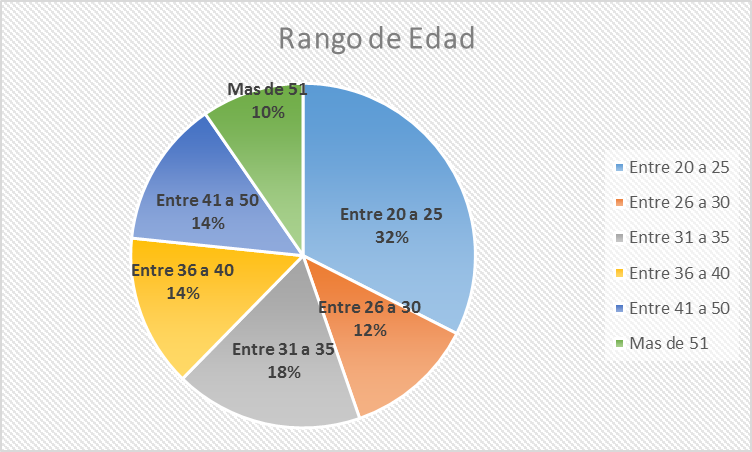 Rango de Edad
Mas de 51
10%
Entre 20 a 25
32%
Entre 41 a 50
14%
Entre 36 a 40
14%
Entre 26 a 30
12%
Entre 31 a 35
18%
Entre 20 a 25
Entre 26 a 30
Entre 31 a 35
Entre 36 a 40
Entre 41 a 50
Mas de 51